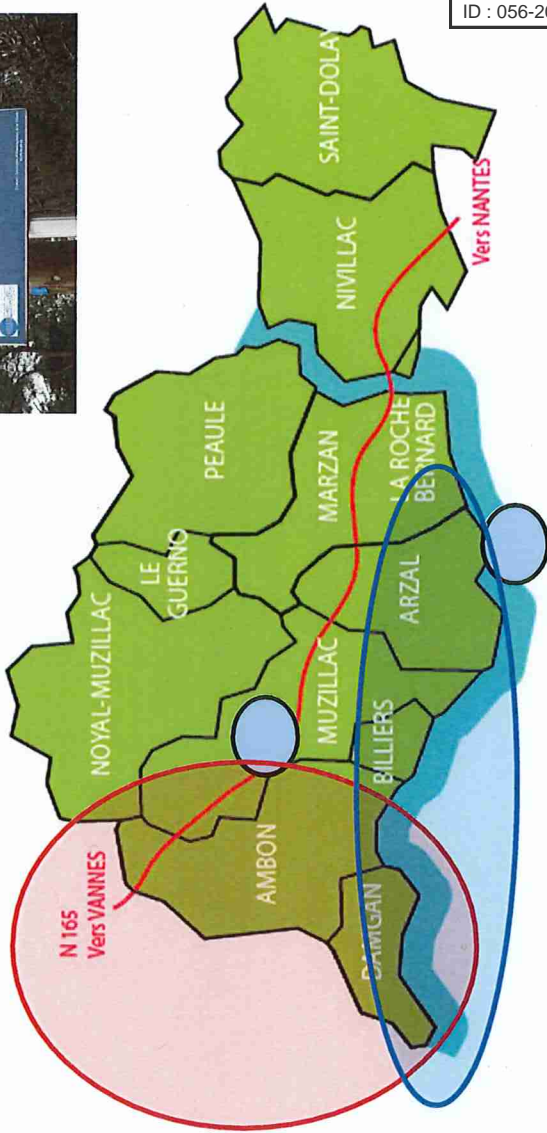 ID : 056-20
SAINT-DOLAY
NIVILLAC
Vers NANTES
PEAULE
LE
GUERNO
NOYAL-MUZILLAC
MARZAN
LA ROCHE
BERNARD
ARZAL
MUZILLAC
BILLIERS
AMBON
DAMGAN
N 165
Vers VANNES